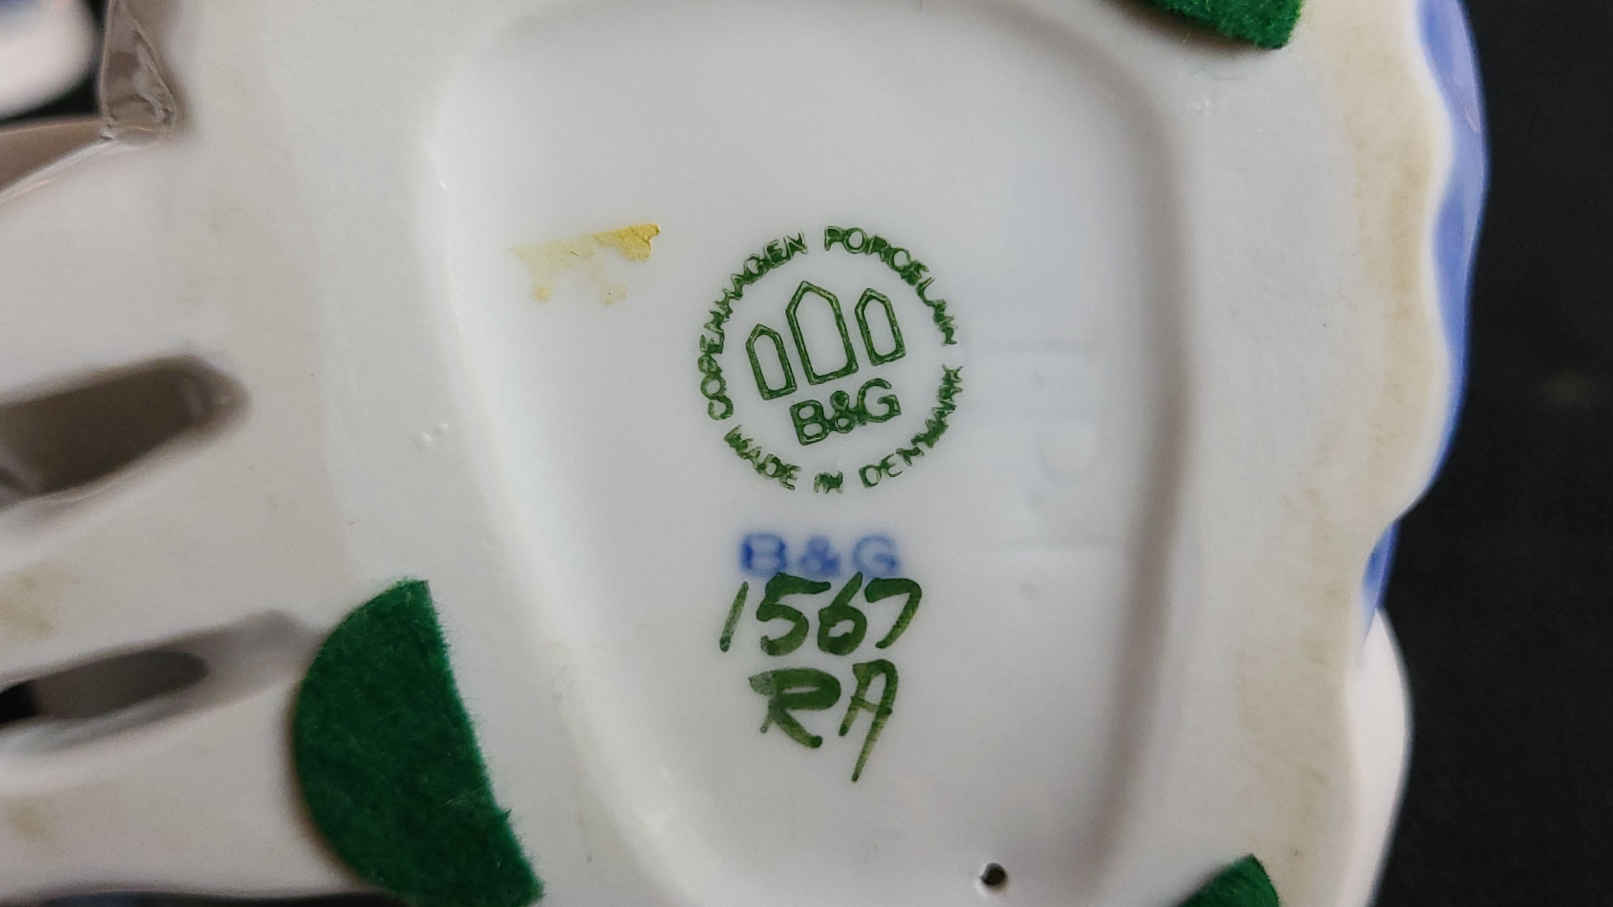 COPENHAGEN PORCELAIN
B&G
MADE IN DENMARK
B&G
1567
RA